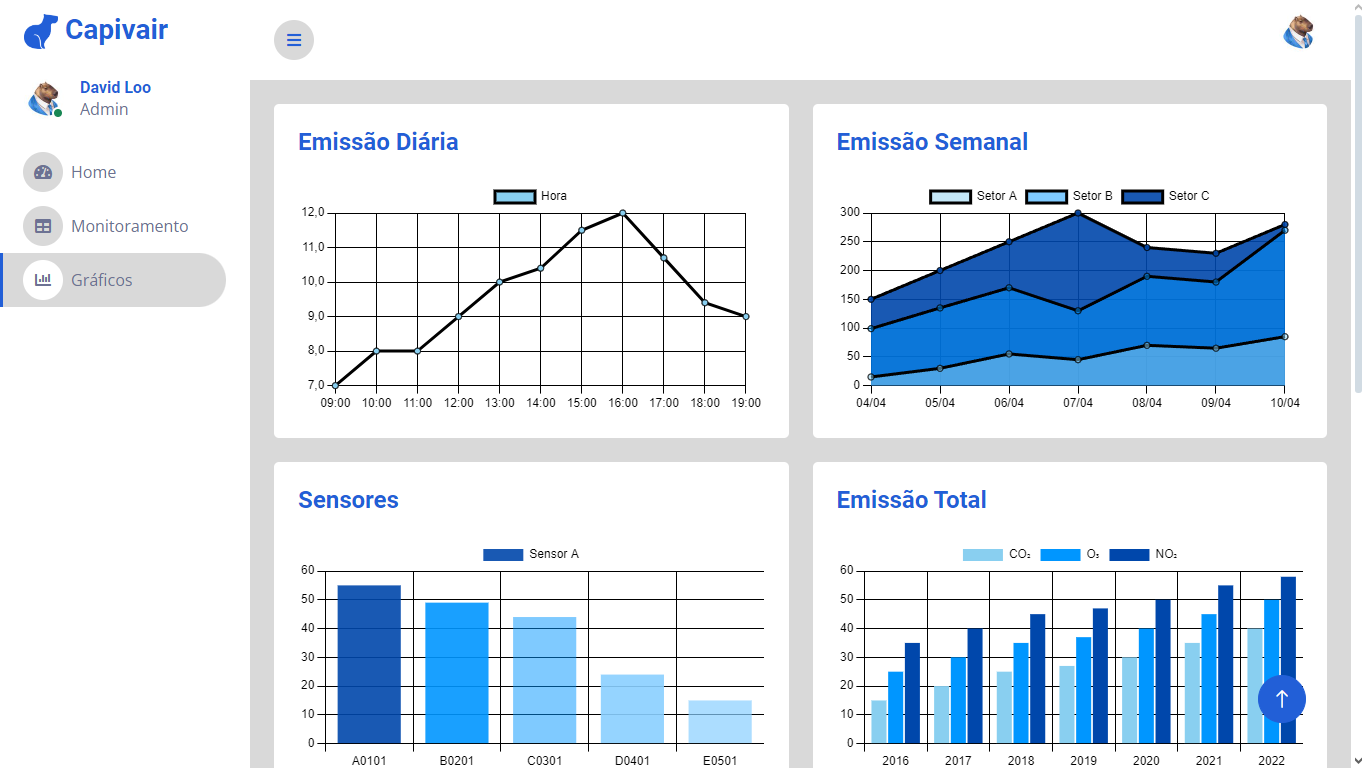 Capivair
David Loo
Admin
Home
Monitoramento
Gráficos
Emissão Diária
Hora
12,0
11,0
10,0
9,0
8,0
7,0
09:00 10:00 11:00 12:00 13:00 14:00 15:00 16:00 17:00 18:00 19:00
Emissão Semanal
Setor A Setor B Setor C
300
250
200
150
100
50
0
04/04 05/04 06/04 07/04 08/04 09/04 10/04
Sensores
Sensor A
60
50
40
30
20
10
0
A0101 B0201 C0301 D0401 E0501
Emissão Total
CO₂ O₃ NO₂
60
50
40
30
20
10
0
2016 2017 2018 2019 2020 2021 2022